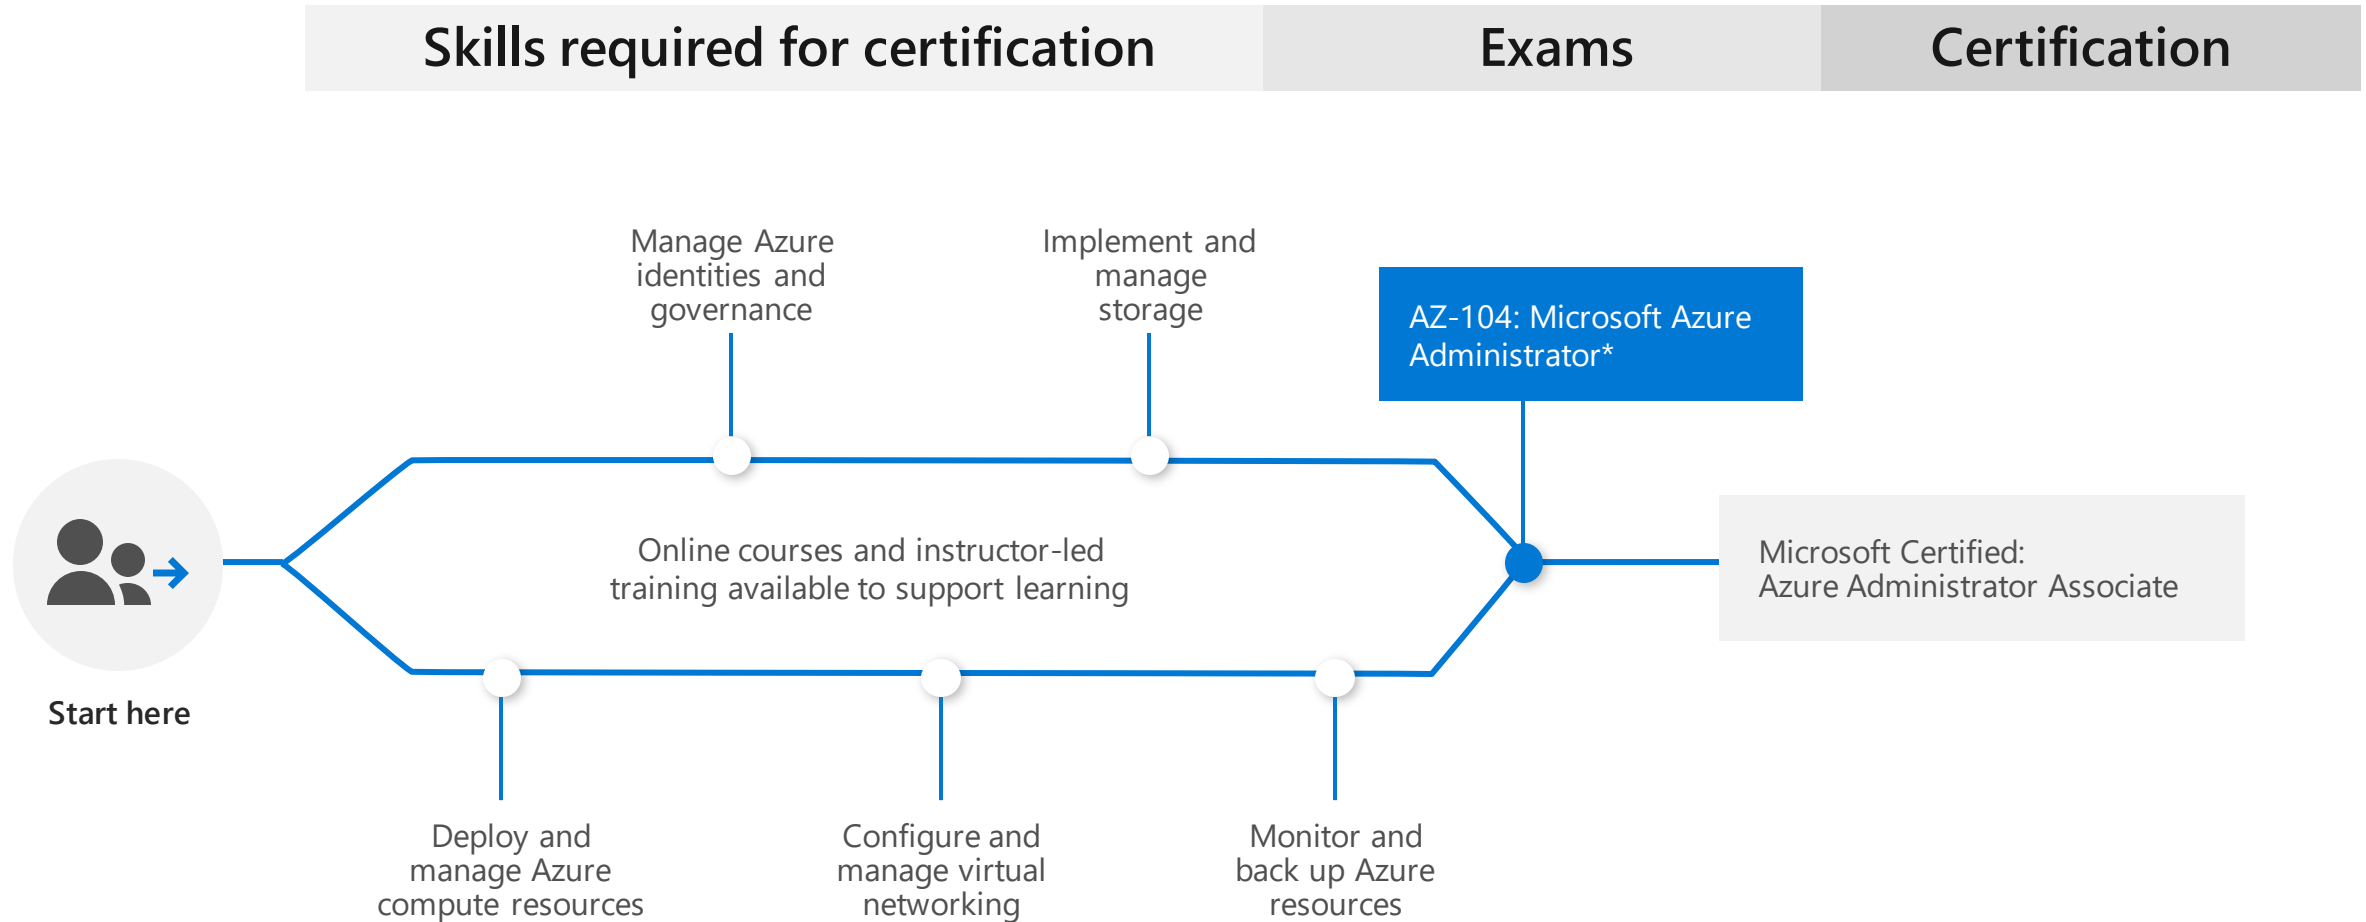 Skills required for certification
Exams
Certification
Manage Azure
identities and
governance
Implement and
manage
storage
AZ-104: Microsoft Azure
Administrator*
Online courses and instructor-led
training available to support learning
Microsoft Certified:
Azure Administrator Associate
Start here
Deploy and
manage Azure
compute resources
Configure and
manage virtual
networking
Monitor and
back up Azure
resources